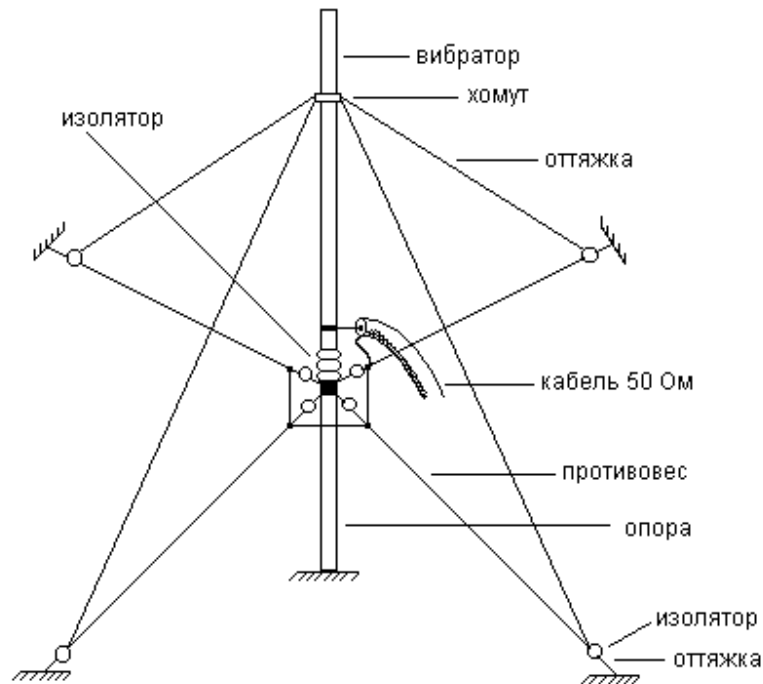 вибратор
хомут
изолятор
оттяжка
кабель 50 Ом
противовес
опора
изолятор
оттяжка